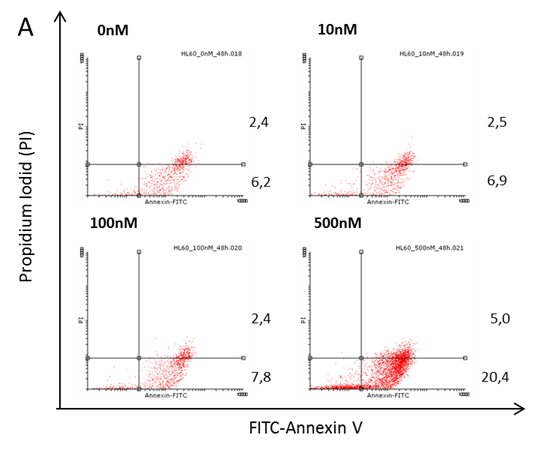 A
0nM
10nM
HL60_0nM_48h.018
HL60_10nM_48h.019
PI
2,4
6,2
Annexin-FITC
PI
2,5
6,9
Annexin-FITC
100nM
500nM
HL60_100nM_48h.020
HL60_500nM_48h.021
PI
2,4
7,8
Annexin-FITC
PI
5,0
20,4
Annexin-FITC
Propidium Iodid (PI)
FITC-Annexin V